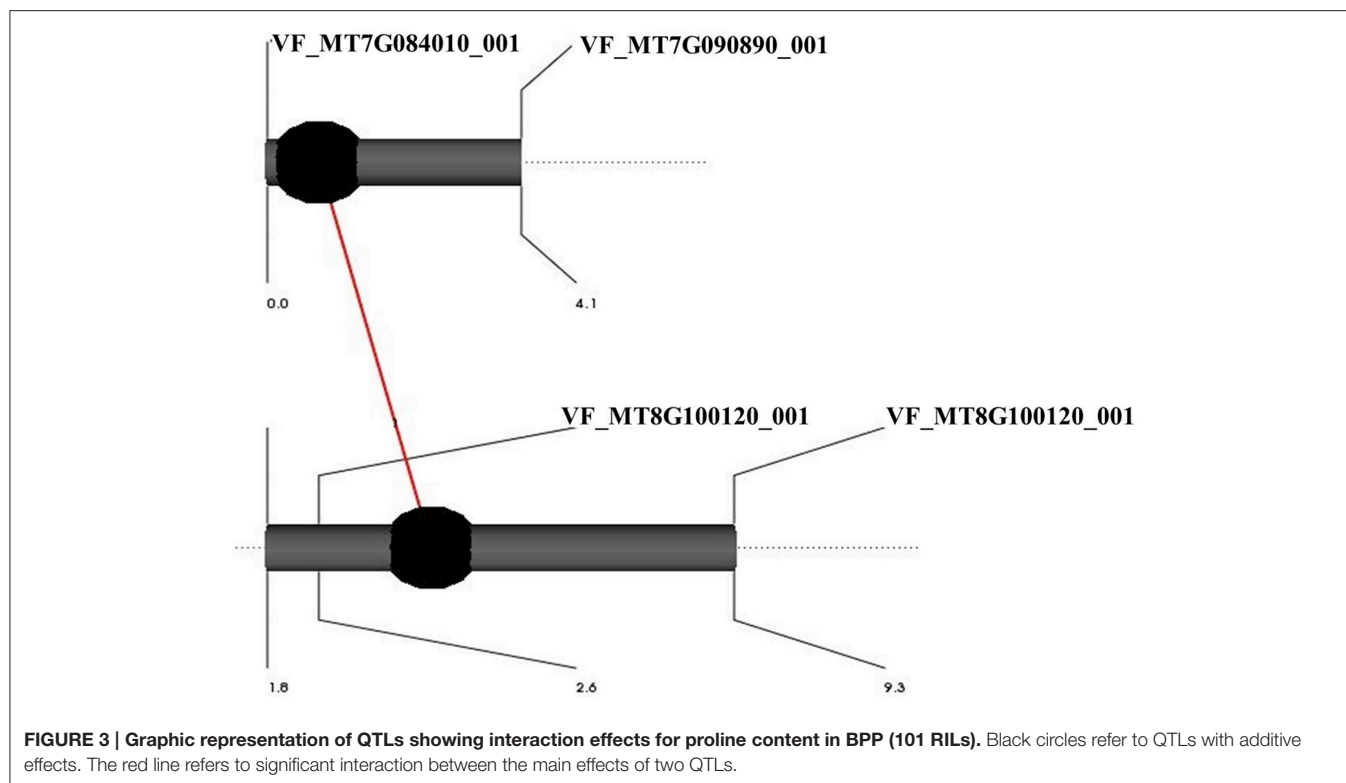 VF_MT7G084010_001 VF_MT7G090890_001
0.0 4.1
VF_MT8G100120_001 VF_MT8G100120_001
1.8 2.6 9.3
FIGURE 3 | Graphic representation of QTLs showing interaction effects for proline content in BPP (101 RILs). Black circles refer to QTLs with additive
effects. The red line refers to significant interaction between the main effects of two QTLs.